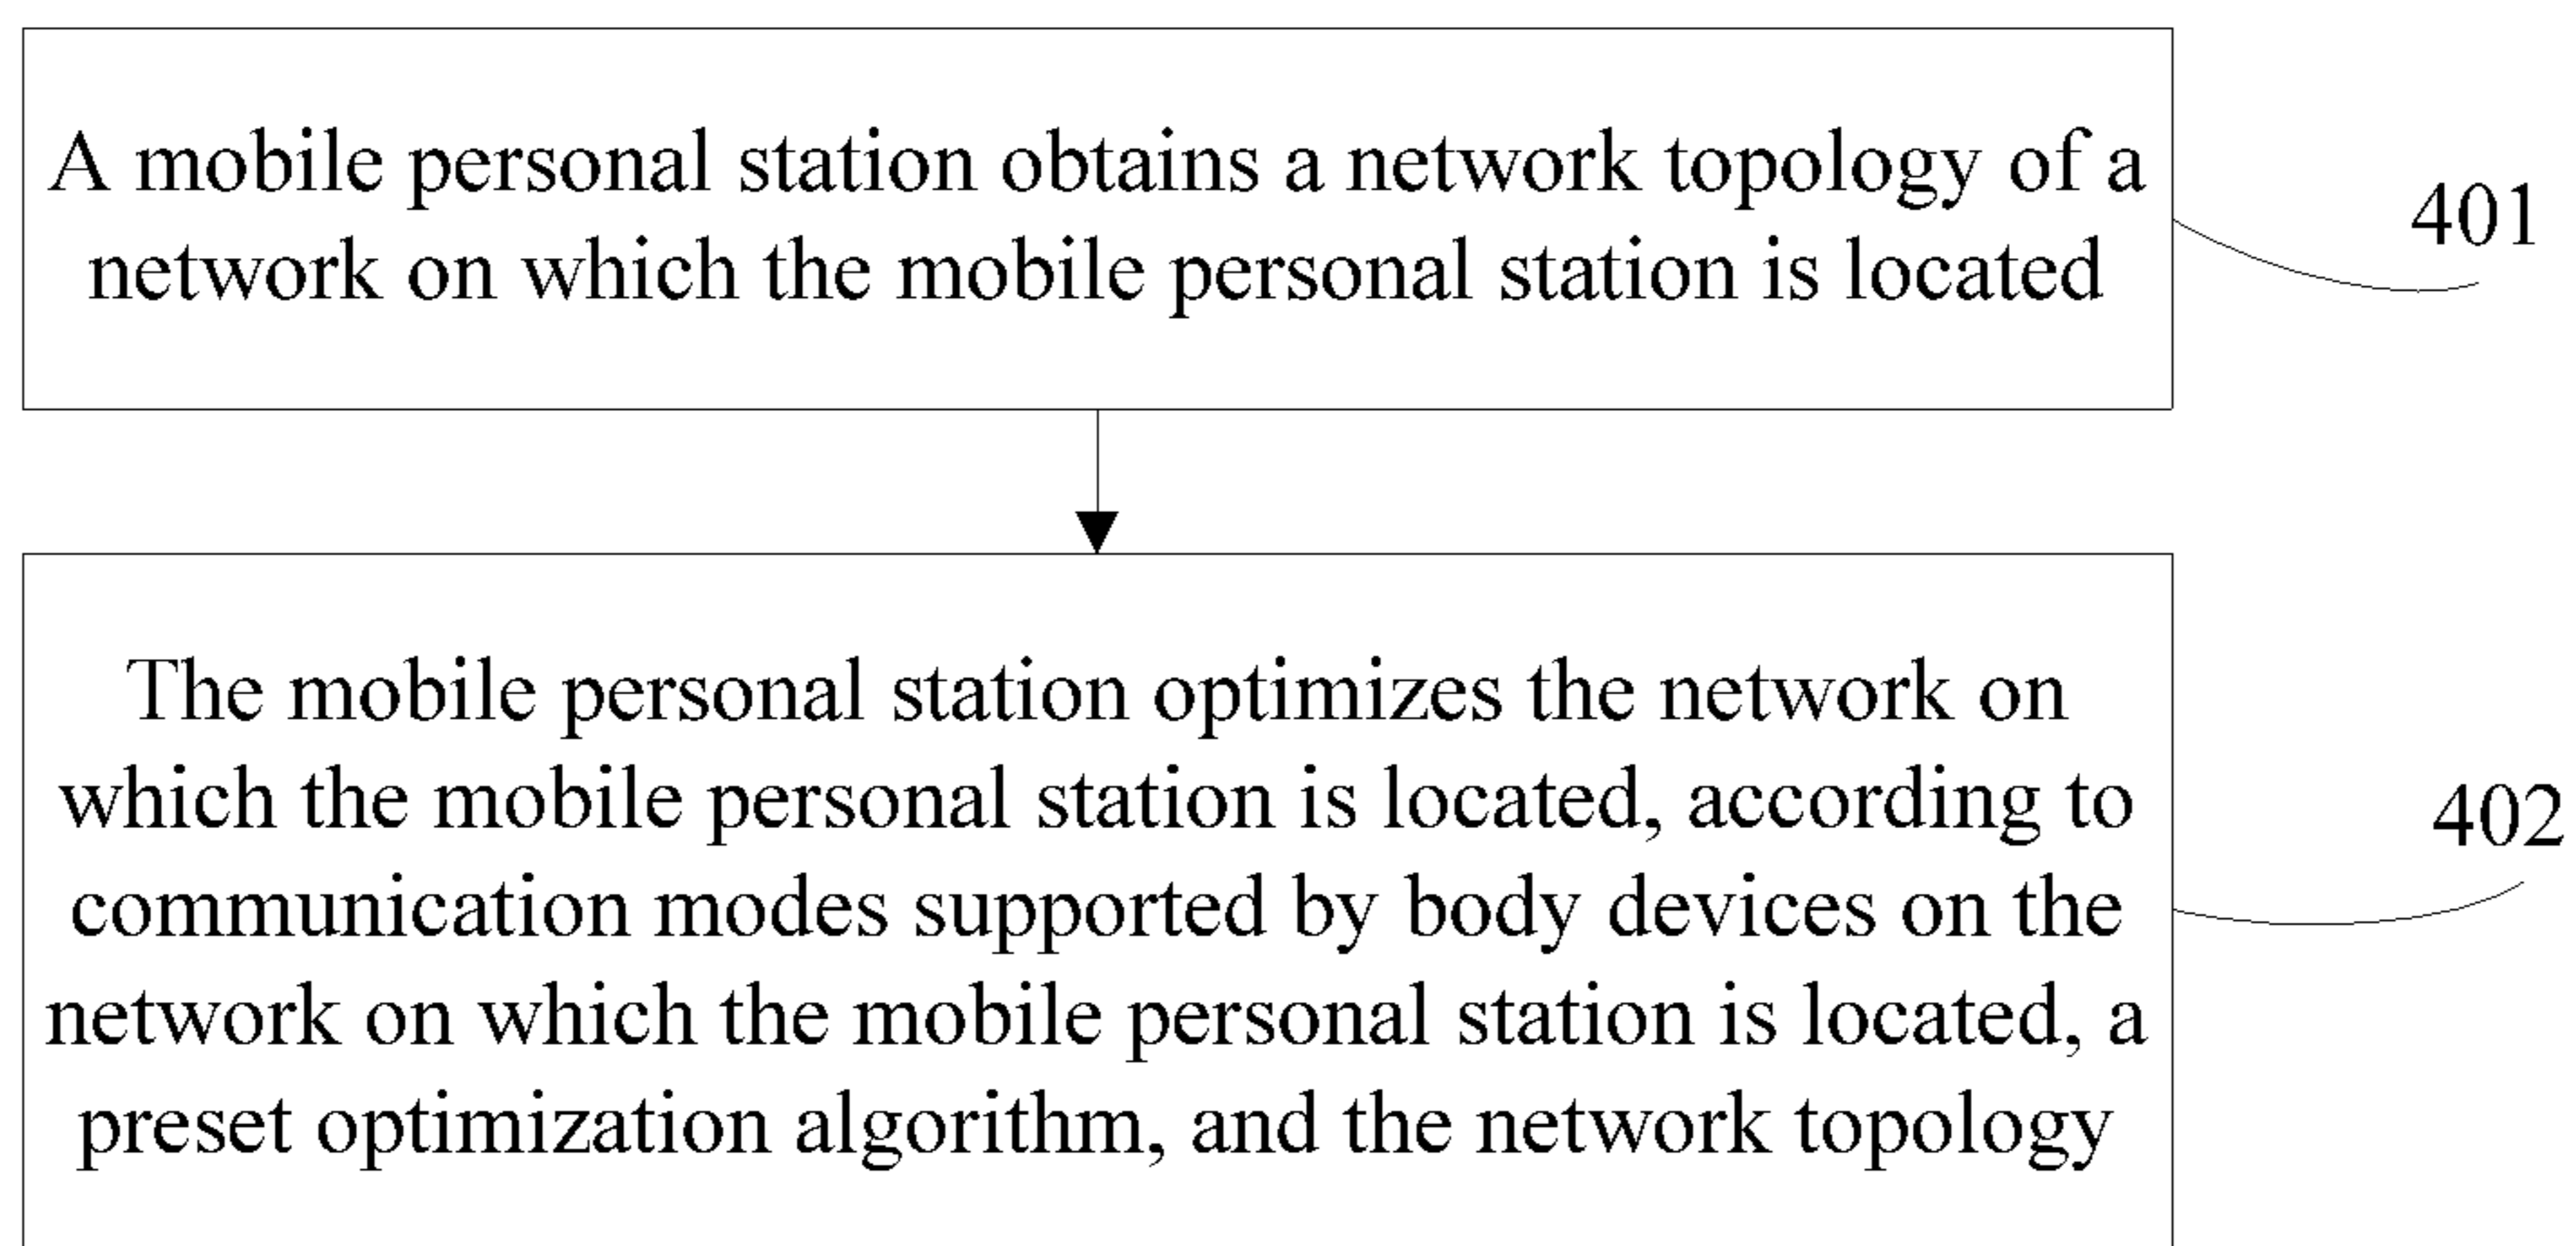 A mobile personal station obtains a network topology of a
network on which the mobile personal station is located
401
The mobile personal station optimizes the network on
which the mobile personal station is located, according to
communication modes supported by body devices on the
network on which the mobile personal station is located, a
preset optimization algorithm, and the network topology
402